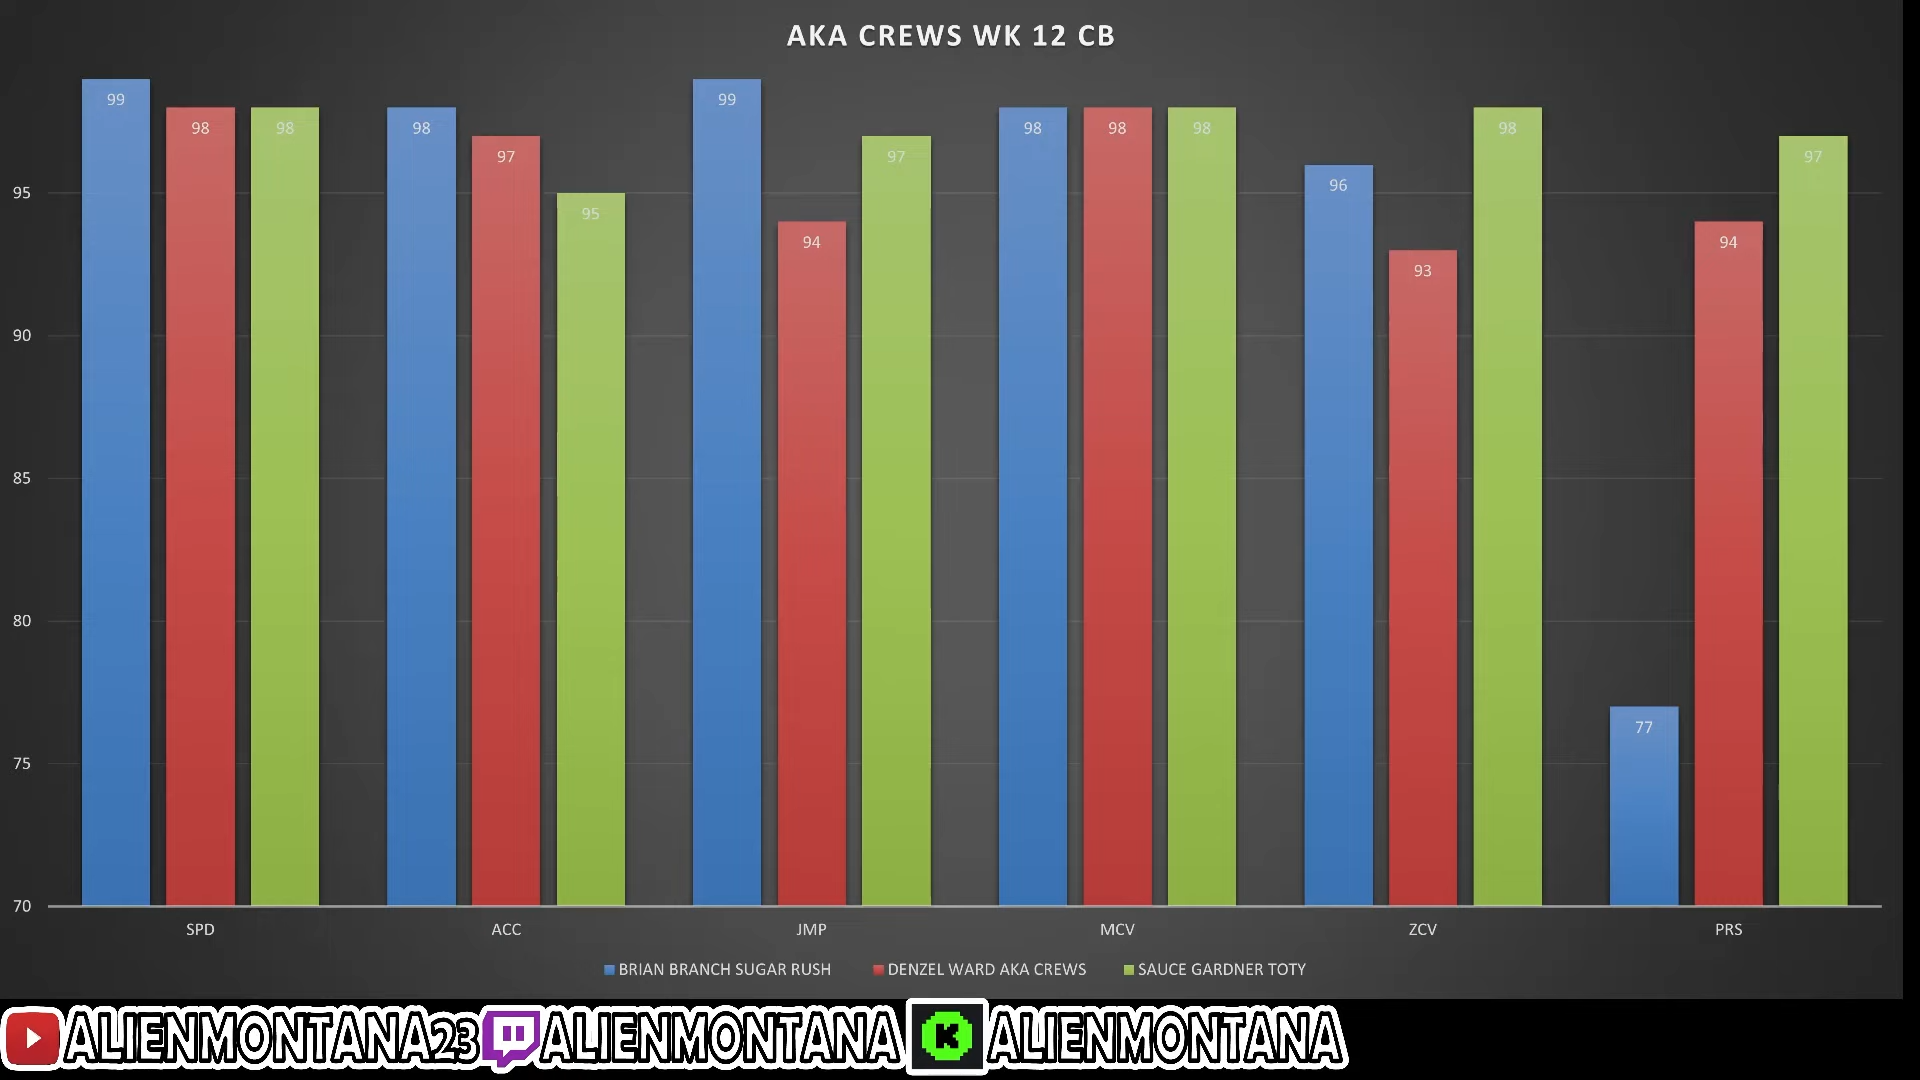 AKA CREWS WK 12 CB
99 98 98 98 97 95 99 94 97 98 98 98 96 93 98 77 94 97
95
90
85
80
75
70
SPD ACC JMP MCV ZCV PRS
BRIAN BRANCH SUGAR RUSH DENZEL WARD AKA CREWS SAUCE GARDNER TOTY
ALIENMONTANA23 ALIENMONTANA K ALIENMONTANA